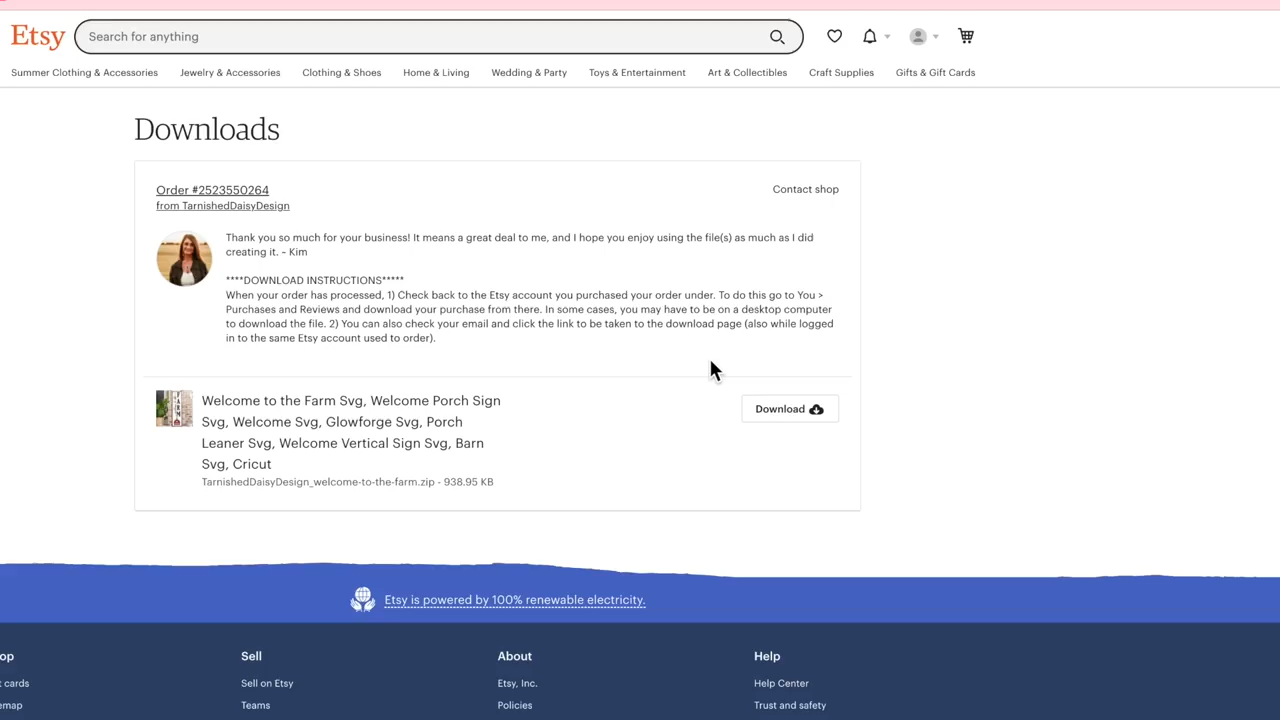 Etsy
Search for anything
Summer Clothing & Accessories Jewelry & Accessories Clothing & Shoes Home & Living Wedding & Party Toys & Entertainment Art & Collectibles Craft Supplies Gifts & Gift Cards
Downloads
Order #2523550264
Contact shop
from TarnishedDaisyDesign
Thank you so much for your business! It means a great deal to me, and I hope you enjoy using the file(s) as much as I did
creating it. ~ Kim
****DOWNLOAD INSTRUCTIONS*****
When your order has processed, 1) Check back to the Etsy account you purchased your order under. To do this go to You >
Purchases and Reviews and download your purchase from there. In some cases, you may have to be on a desktop computer
to download the file. 2) You can also check your email and click the link to be taken to the download page (also while logged
in to the same Etsy account used to order).
Welcome to the Farm Svg, Welcome Porch Sign
Svg, Welcome Svg, Glowforge Svg, Porch
Leaner Svg, Welcome Vertical Sign Svg, Barn
Svg, Cricut
TarnishedDaisyDesign_welcome-to-the-farm.zip - 938.95 KB
Download
Etsy is powered by 100% renewable electricity.
op Sell About Help
t cards Sell on Etsy Etsy, Inc. Help Center
emap Teams Policies Trust and safety